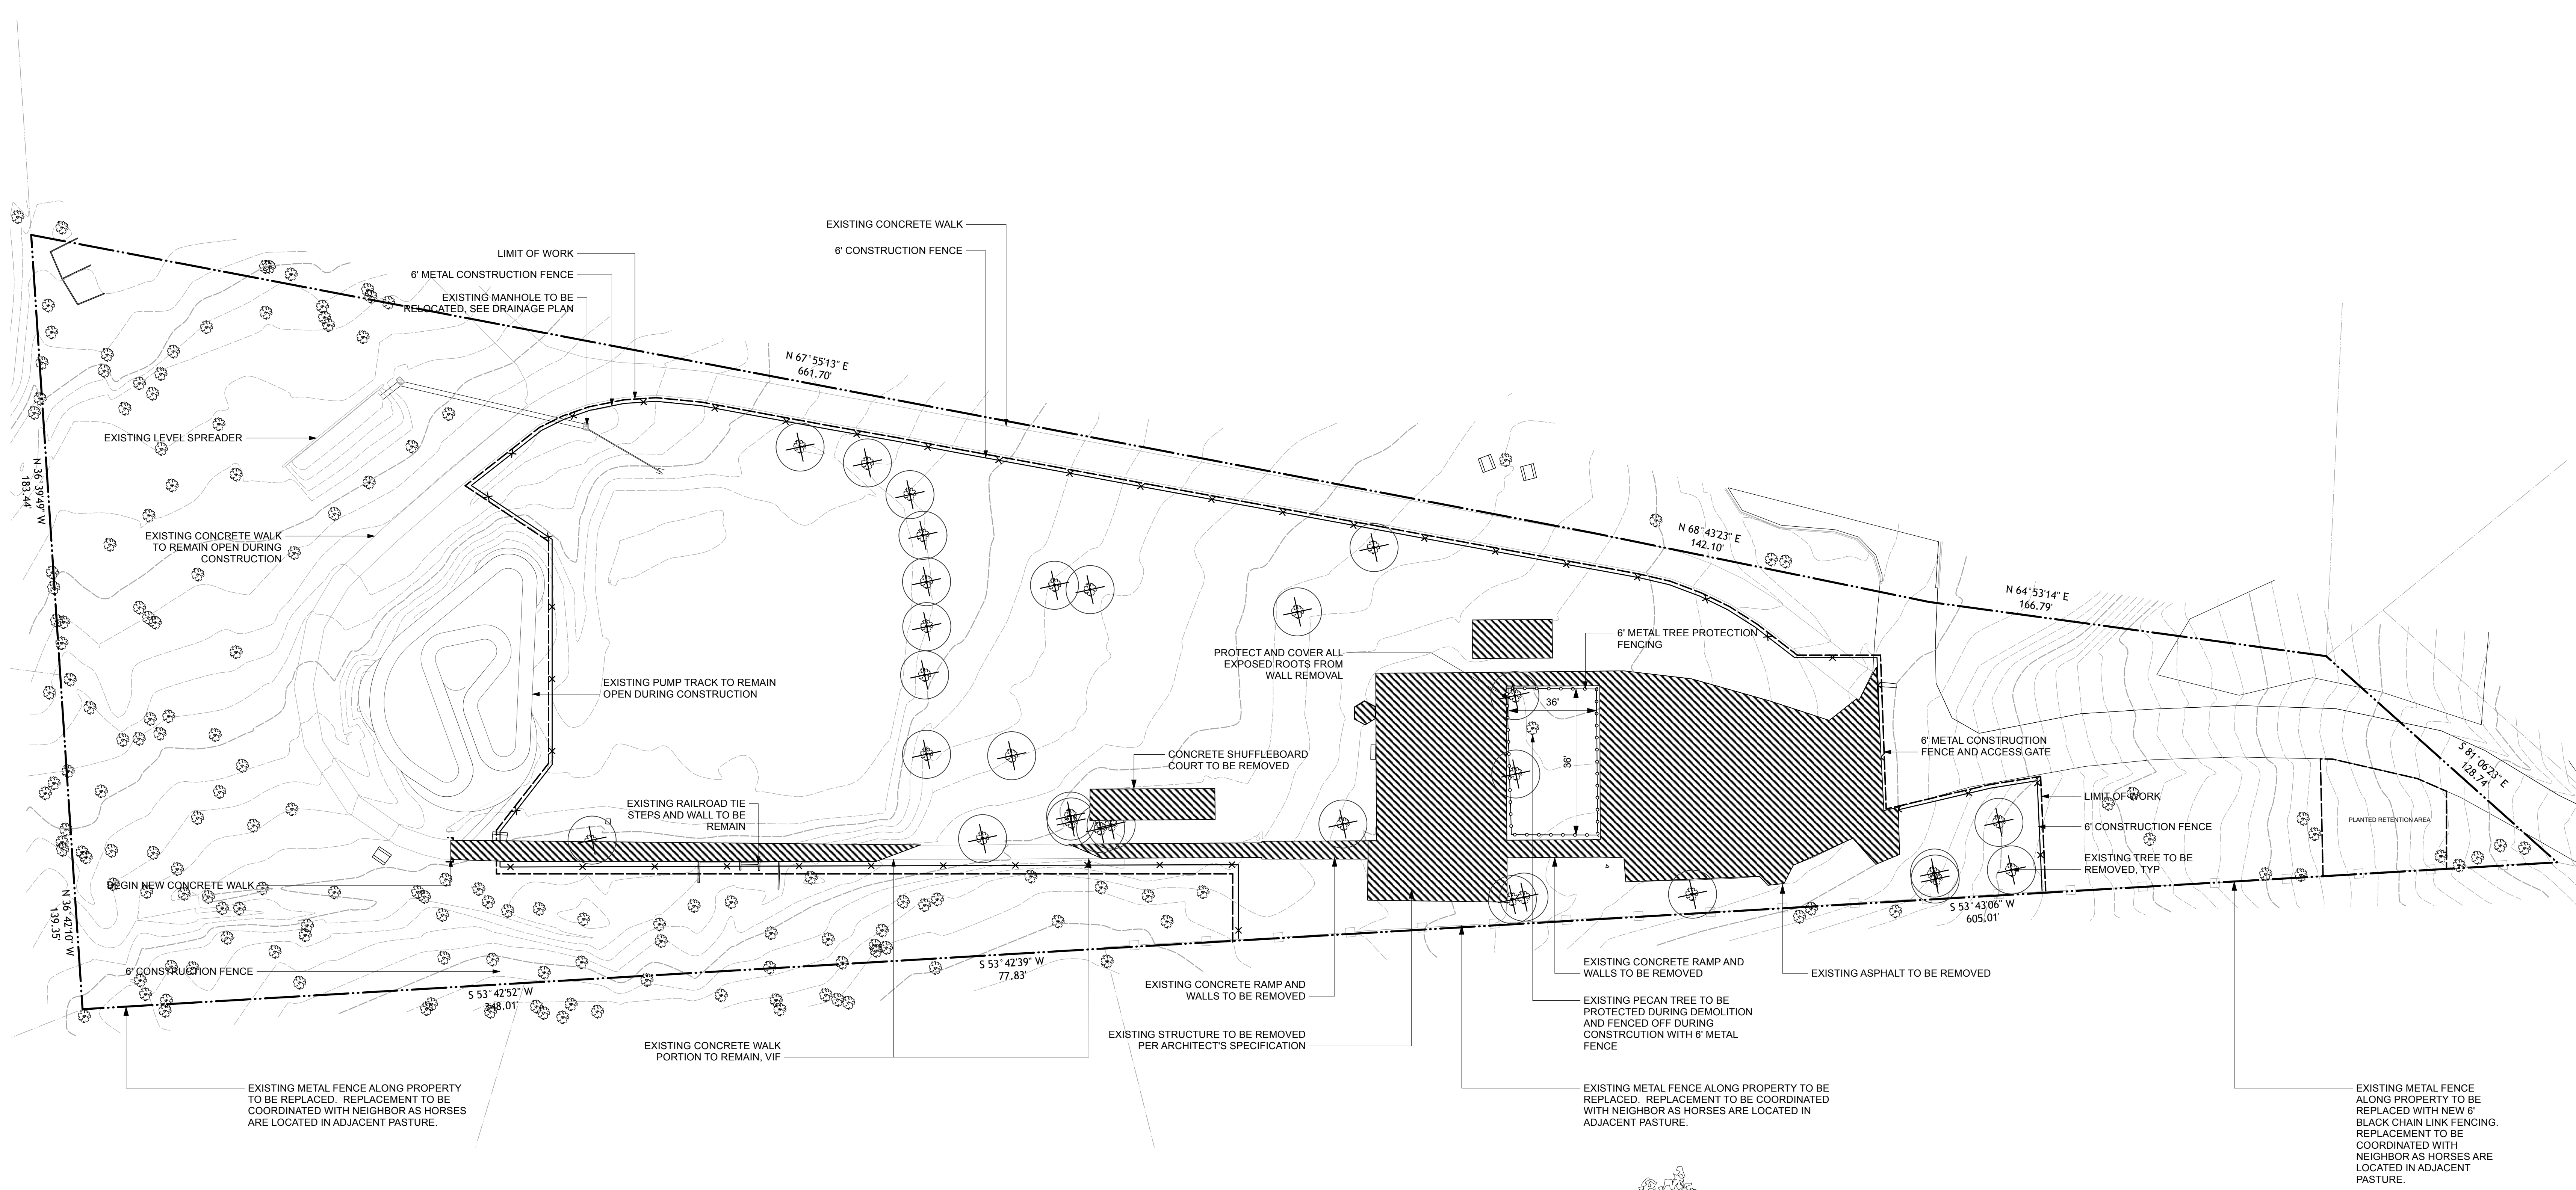 EXISTING CONCRETE WALK
6' CONSTRUCTION FENCE
LIMIT OF WORK
6' METAL CONSTRUCTION FENCE
EXISTING MANHOLE TO BE
RELOCATED, SEE DRAINAGE PLAN
N 67°55'13" E
661.70'
EXISTING LEVEL SPREADER
N 36°39'49" W
183.44'
EXISTING CONCRETE WALK
TO REMAIN OPEN DURING
CONSTRUCTION
N 68°43'23" E
142.10'
N 64°53'14" E
166.79'
6' METAL TREE PROTECTION
FENCING
PROTECT AND COVER ALL
EXPOSED ROOTS FROM
WALL REMOVAL
EXISTING PUMP TRACK TO REMAIN
OPEN DURING CONSTRUCTION
36'
36'
CONCRETE SHUFFLEBOARD
COURT TO BE REMOVED
6' METAL CONSTRUCTION
FENCE AND ACCESS GATE
S 81°06'23" E
128.74'
EXISTING RAILROAD TIE
STEPS AND WALL TO BE
REMAIN
LIMIT OF WORK
6' CONSTRUCTION FENCE
PLANTED RETENTION AREA
EXISTING TREE TO BE
REMOVED, TYP
BEGIN NEW CONCRETE WALK
N 36°42'10" W
139.35'
S 53°43'06" W
605.01'
6' CONSTRUCTION FENCE
S 53°42'52" W
348.01'
S 53°42'39" W
77.83'
EXISTING CONCRETE RAMP AND
WALLS TO BE REMOVED
EXISTING CONCRETE RAMP AND
WALLS TO BE REMOVED
EXISTING ASPHALT TO BE REMOVED
EXISTING PECAN TREE TO BE
PROTECTED DURING DEMOLITION
AND FENCED OFF DURING
CONSTRCUTION WITH 6' METAL
FENCE
EXISTING STRUCTURE TO BE REMOVED
PER ARCHITECT'S SPECIFICATION
EXISTING CONCRETE WALK
PORTION TO REMAIN, VIF
EXISTING METAL FENCE ALONG PROPERTY
TO BE REPLACED.  REPLACEMENT TO BE
COORDINATED WITH NEIGHBOR AS HORSES
ARE LOCATED IN ADJACENT PASTURE.
EXISTING METAL FENCE ALONG PROPERTY TO BE
REPLACED.  REPLACEMENT TO BE COORDINATED
WITH NEIGHBOR AS HORSES ARE LOCATED IN
ADJACENT PASTURE.
EXISTING METAL FENCE
ALONG PROPERTY TO BE
REPLACED WITH NEW 6'
BLACK CHAIN LINK FENCING.
REPLACEMENT TO BE
COORDINATED WITH
NEIGHBOR AS HORSES ARE
LOCATED IN ADJACENT
PASTURE.